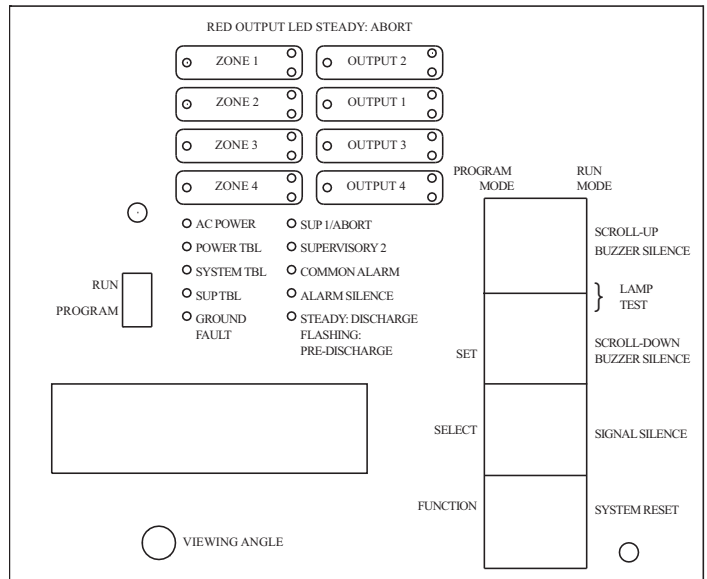 RED OUTPUT LED STEADY: ABORT
ZONE 1
OUTPUT 2
ZONE 2
OUTPUT 1
ZONE 3
OUTPUT 3
ZONE 4
OUTPUT 4
AC POWER
SUP 1/ABORT
POWER TBL
SUPERVISORY 2
SYSTEM TBL
COMMON ALARM
SUP TBL
ALARM SILENCE
GROUND
FAULT
STEADY: DISCHARGE
FLASHING:
PRE-DISCHARGE
RUN
PROGRAM
VIEWING ANGLE
PROGRAM
MODE
RUN
MODE
SCROLL-UP
BUZZER SILENCE
LAMP
TEST
SET
SCROLL-DOWN
BUZZER SILENCE
SELECT
SIGNAL SILENCE
FUNCTION
SYSTEM RESET